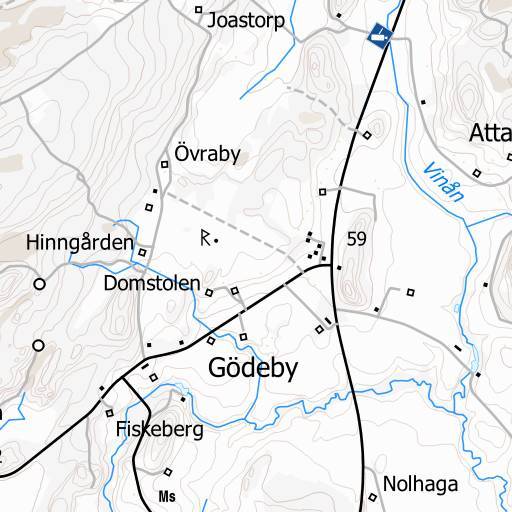 Joastorp
Atta
Övraby
Vinån
Hinngården
R.
59
Domstolen
Gödeby
Fiskeberg
Nolhaga
Ms